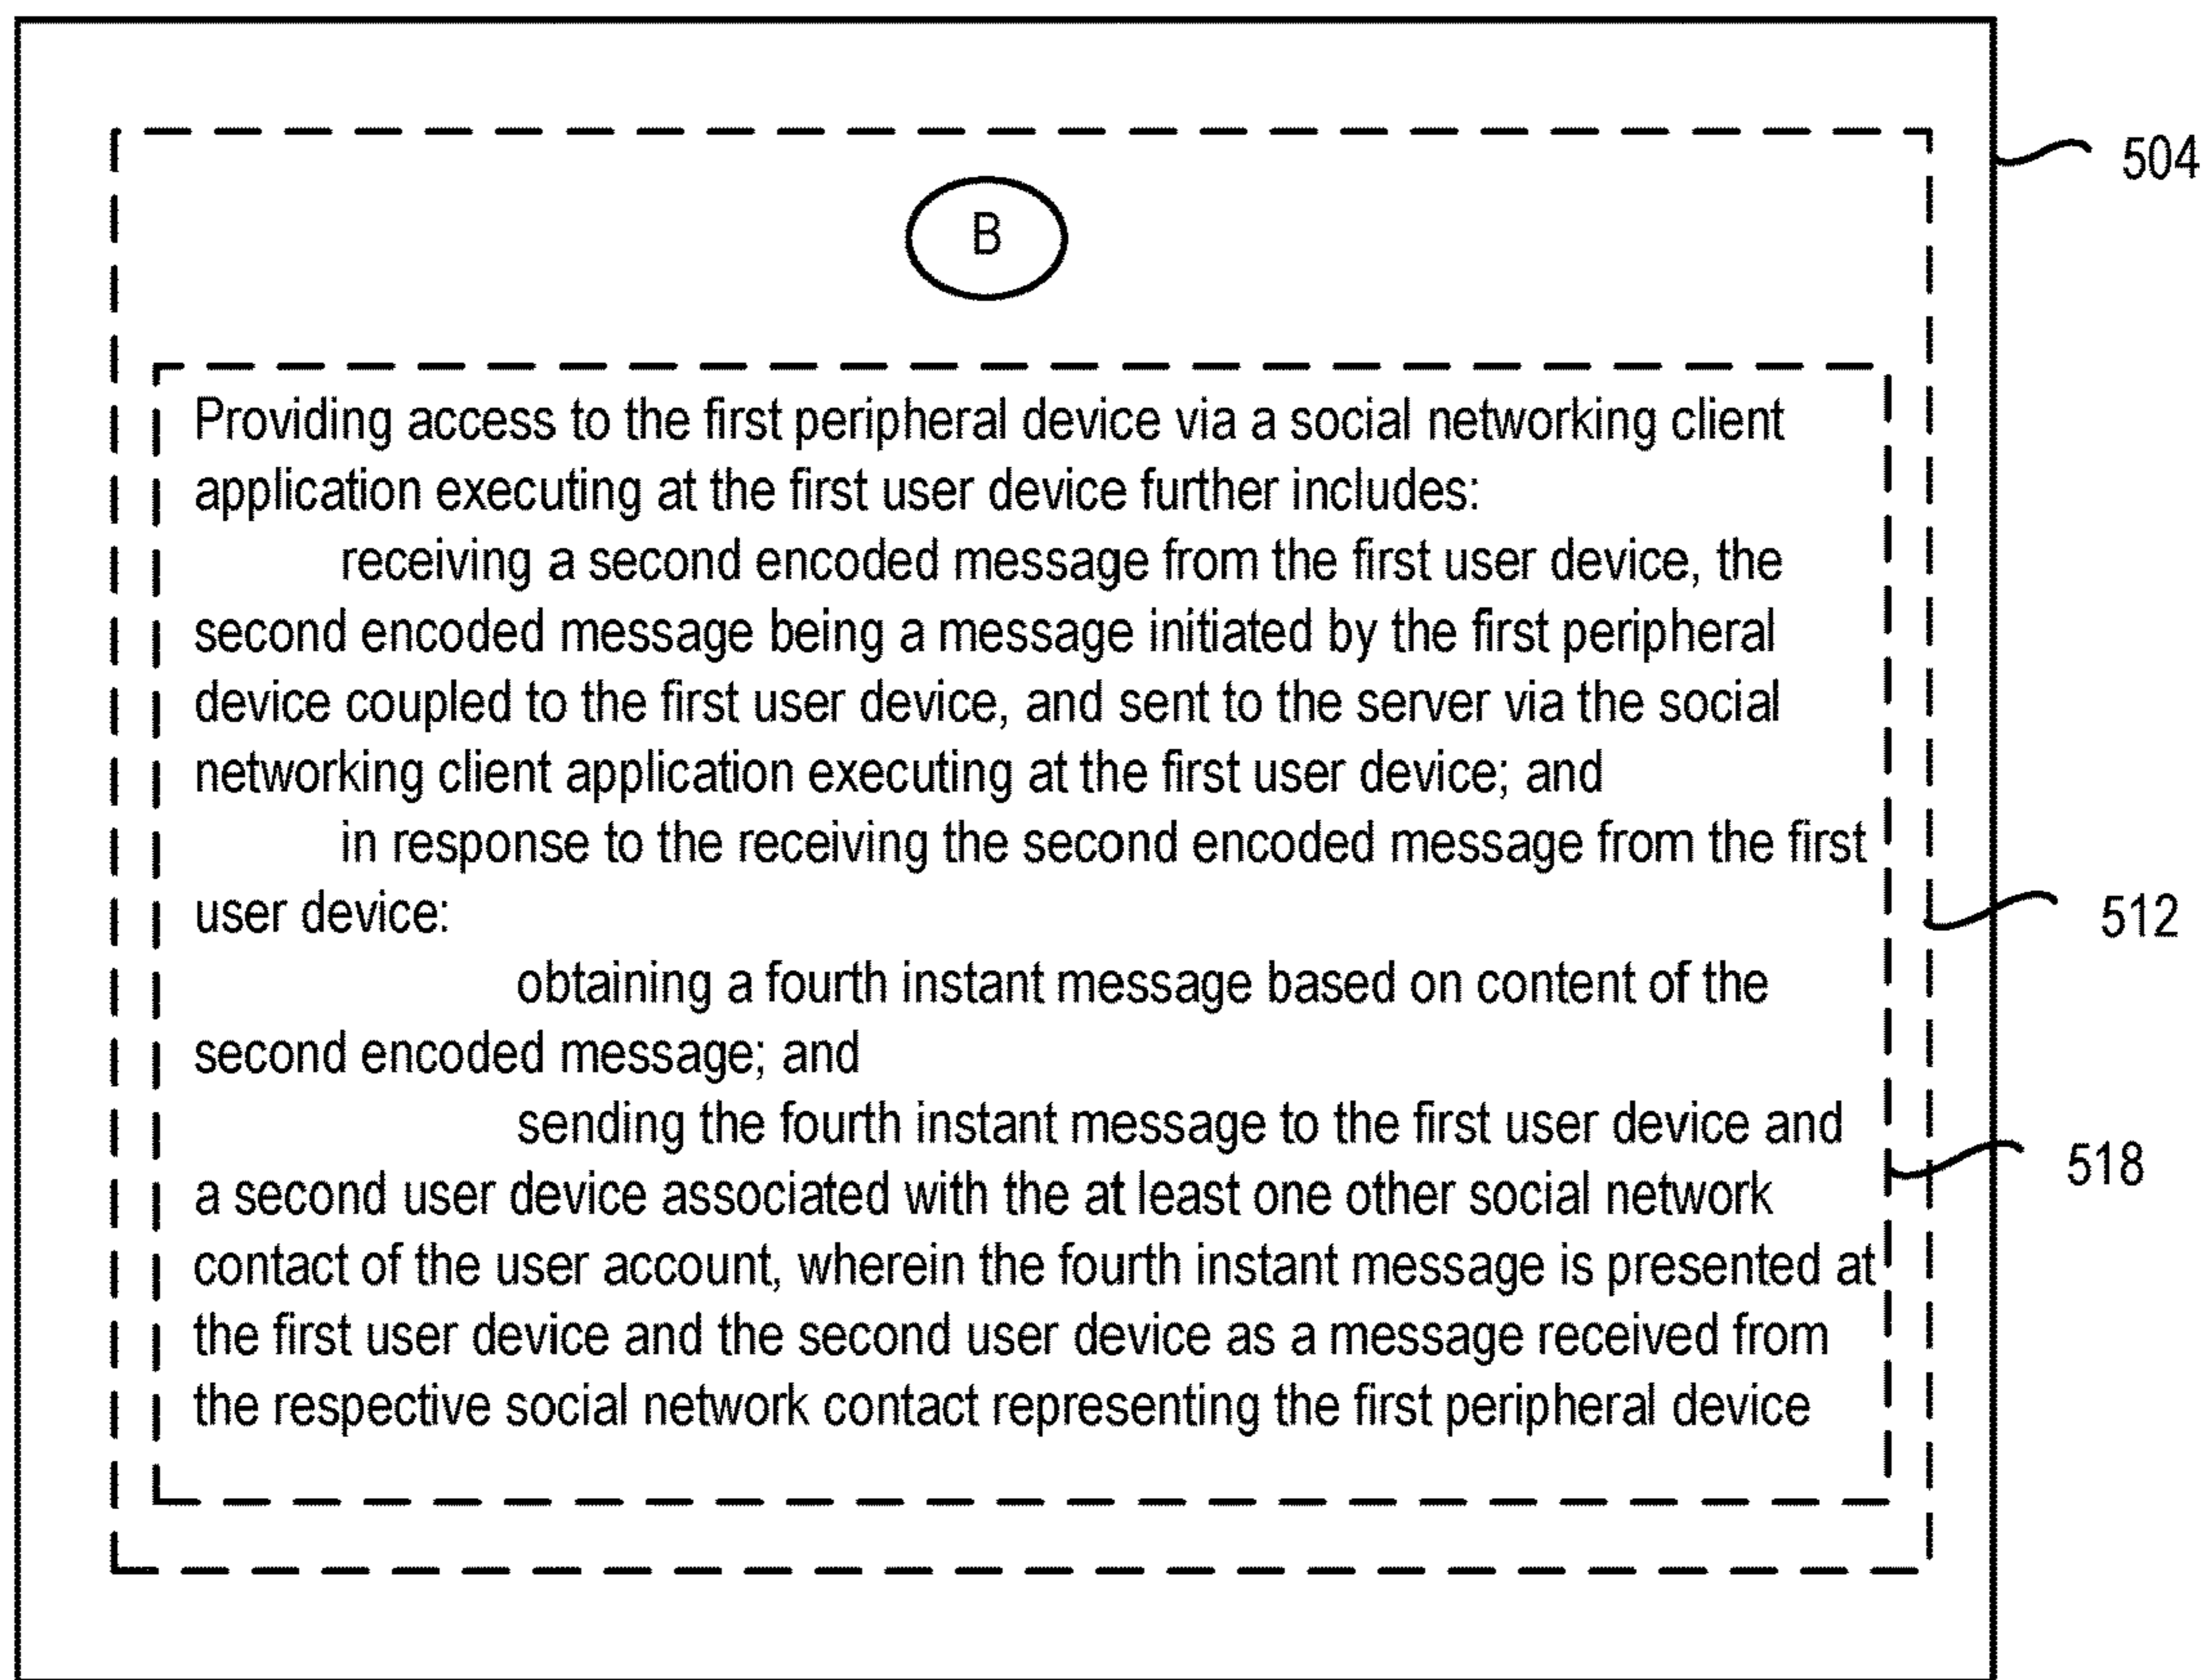 504
B
Providing access to the first peripheral device via a social networking client
application executing at the first user device further includes:
receiving a second encoded message from the first user device, the
second encoded message being a message initiated by the first peripheral
device coupled to the first user device, and sent to the server via the social
networking client application executing at the first user device; and
in response to the receiving the second encoded message from the first
user device:
512
obtaining a fourth instant message based on content of the
second encoded message; and
sending the fourth instant message to the first user device and
518
a second user device associated with the at least one other social network
contact of the user account, wherein the fourth instant message is presented at
the first user device and the second user device as a message received from
the respective social network contact representing the first peripheral device